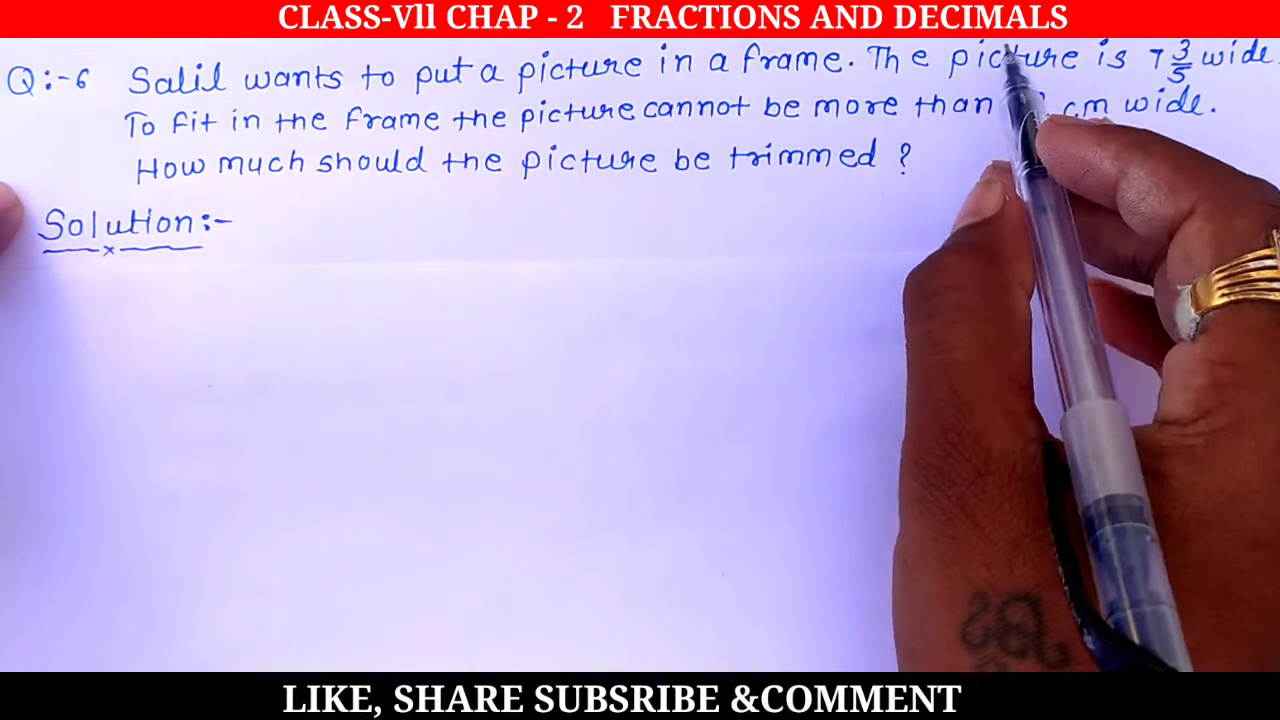 CLASS-Vll CHAP - 2 FRACTIONS AND DECIMALS
Q:-6 Salil wants to put a picture in a frame. The picture is 7 3/5 wide.
To fit in the frame the picture cannot be more than cm wide.
How much should the picture be trimmed ?
Solution:-
LIKE, SHARE SUBSRIBE &COMMENT